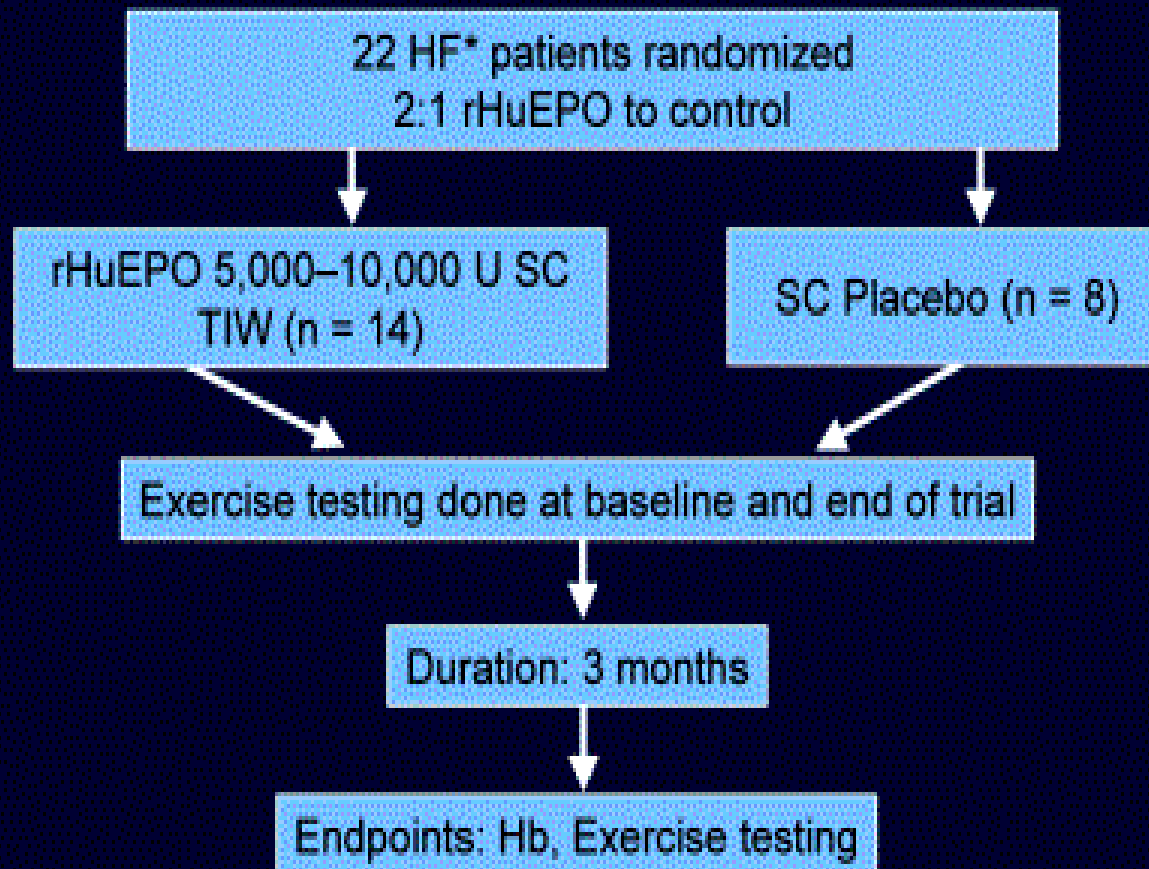 22 HF* patients randomized
2:1 rHuEPO to control
rHuEPO 5,000–10,000 U SC
TIW (n = 14)
SC Placebo (n = 8)
Exercise testing done at baseline and end of trial
Duration: 3 months
Endpoints: Hb, Exercise testing